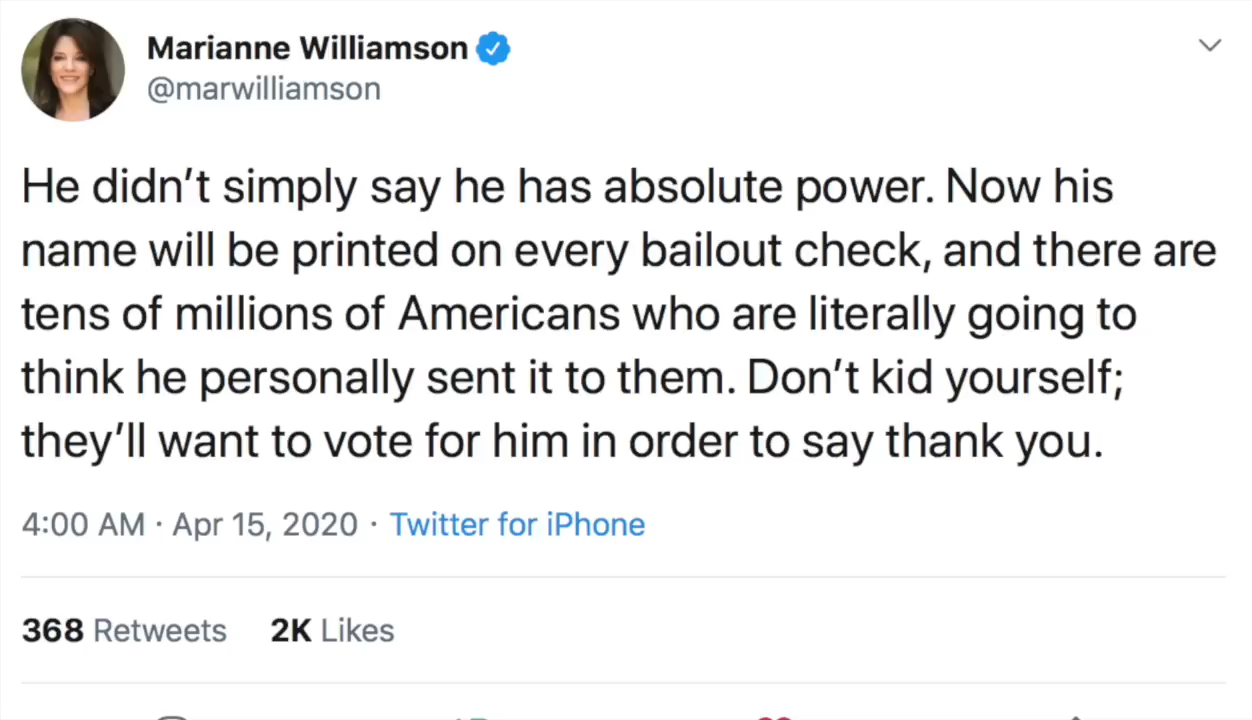 Marianne Williamson
@marwilliamson
He didn’t simply say he has absolute power. Now his
name will be printed on every bailout check, and there are
tens of millions of Americans who are literally going to
think he personally sent it to them. Don’t kid yourself;
they’ll want to vote for him in order to say thank you.
4:00 AM · Apr 15, 2020 · Twitter for iPhone
368 Retweets 2K Likes